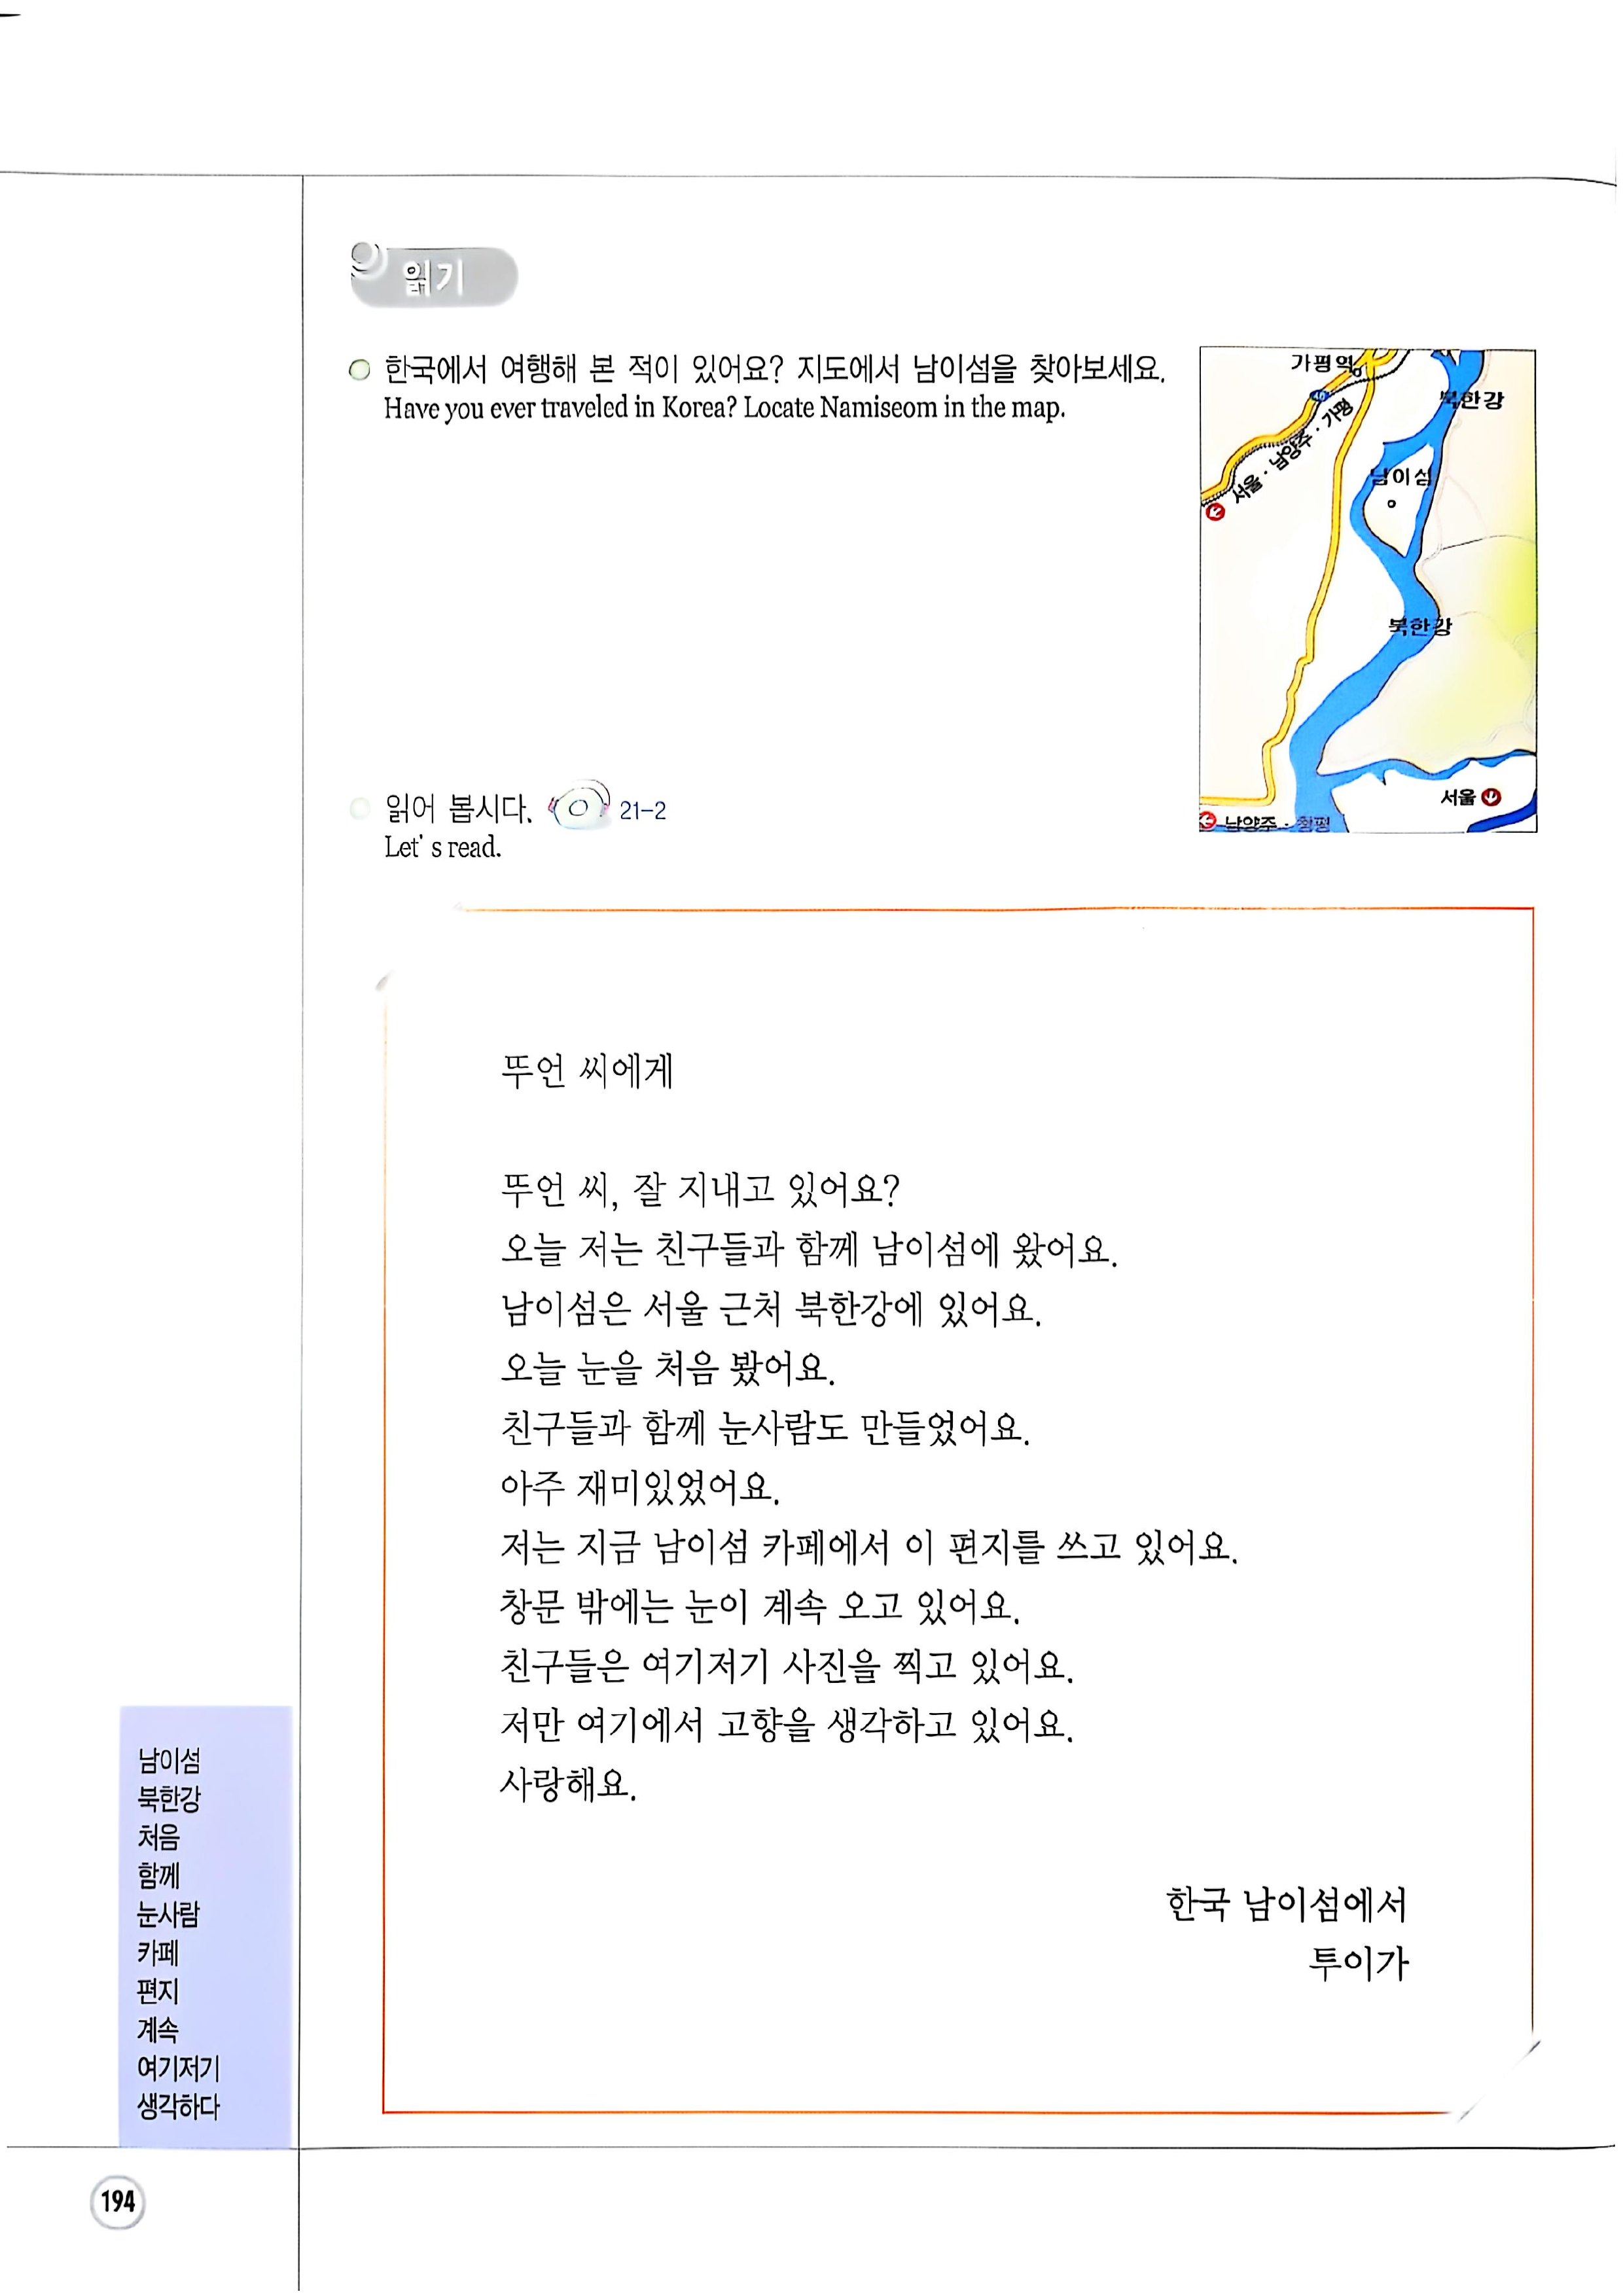 읽기
한국에서 여행해 본 적이 있어요? 지도에서 남이섬을 찾아보세요.
Have you ever traveled in Korea? Locate Namiseom in the map.
가평역
북한강
46
서울 · 남양주 · 가평
남이섬
북한강
서울
남양주 · 청평
읽어 봅시다. 21-2
Let's read.
뚜언 씨에게
뚜언 씨, 잘 지내고 있어요?
오늘 저는 친구들과 함께 남이섬에 왔어요.
남이섬은 서울 근처 북한강에 있어요.
오늘 눈을 처음 봤어요.
친구들과 함께 눈사람도 만들었어요.
아주 재미있었어요.
저는 지금 남이섬 카페에서 이 편지를 쓰고 있어요.
창문 밖에는 눈이 계속 오고 있어요.
친구들은 여기저기 사진을 찍고 있어요.
저만 여기에서 고향을 생각하고 있어요.
사랑해요.
한국 남이섬에서
투이가
남이섬
북한강
처음
함께
눈사람
카페
편지
계속
여기저기
생각하다
194